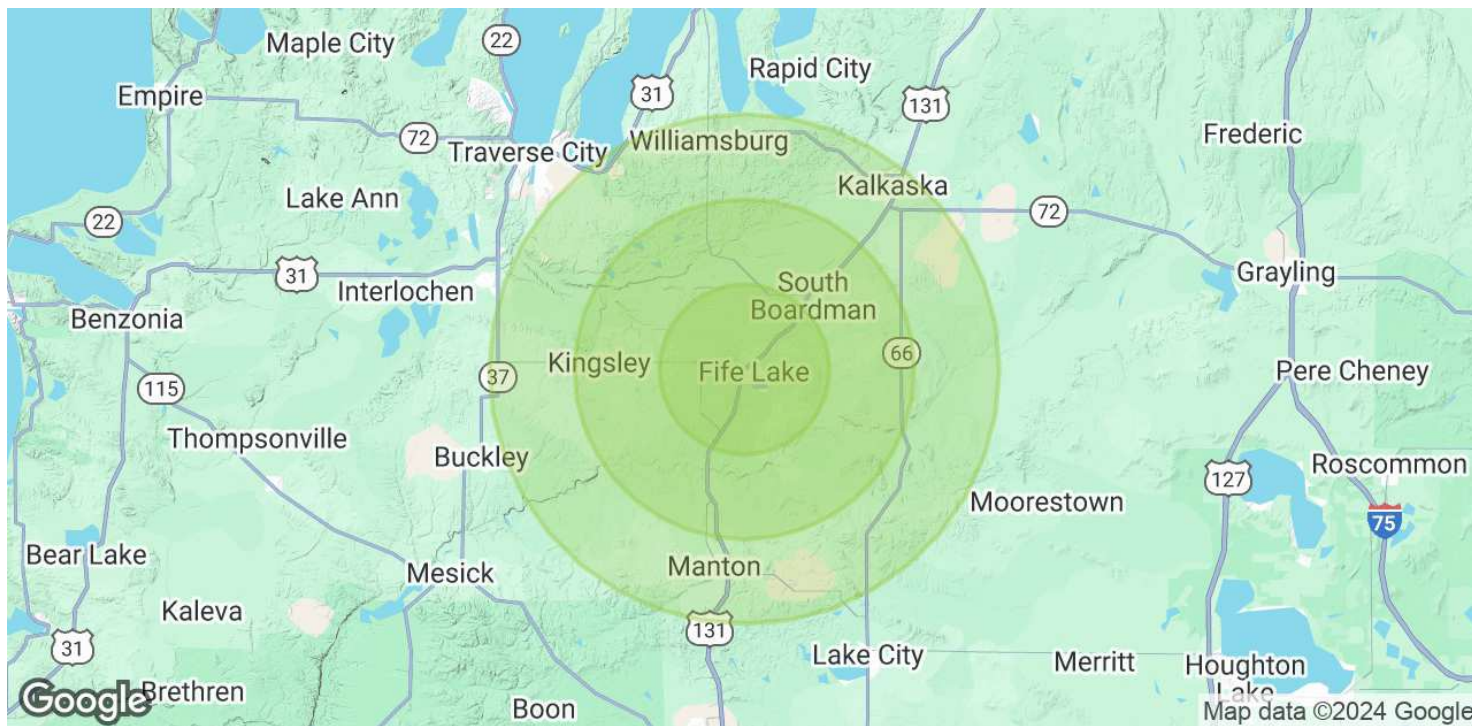 Maple City
22
Rapid City
31
131
Empire
72
Frederic
Williamsburg
Traverse City
Kalkaska
Lake Ann
72
22
31
Grayling
South
Boardman
Interlochen
Benzonia
66
Kingsley
Fife Lake
Pere Cheney
37
115
Thompsonville
Buckley
Roscommon
127
Moorestown
75
Bear Lake
Manton
Mesick
Kaleva
131
31
Lake City
Merritt
Houghton
Lake
Google
Brethren
Boon
Map data ©2024 Google